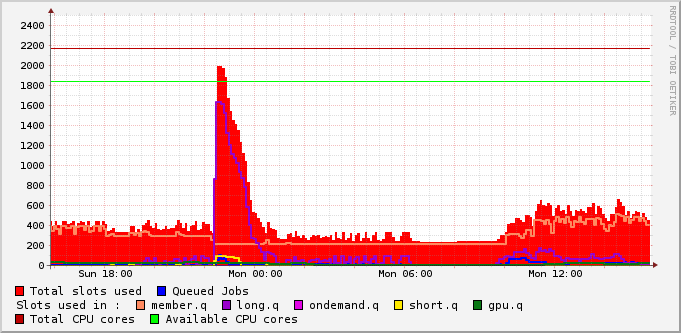 RRDTOOL / TOBI OETIKER
2400
2200
2000
1800
1600
1400
1200
1000
800
600
400
200
0
Sun 18:00 Mon 00:00 Mon 06:00 Mon 12:00
Total slots used Queued Jobs
Slots used in : member.q long.q ondemand.q short.q gpu.q
Total CPU cores Available CPU cores